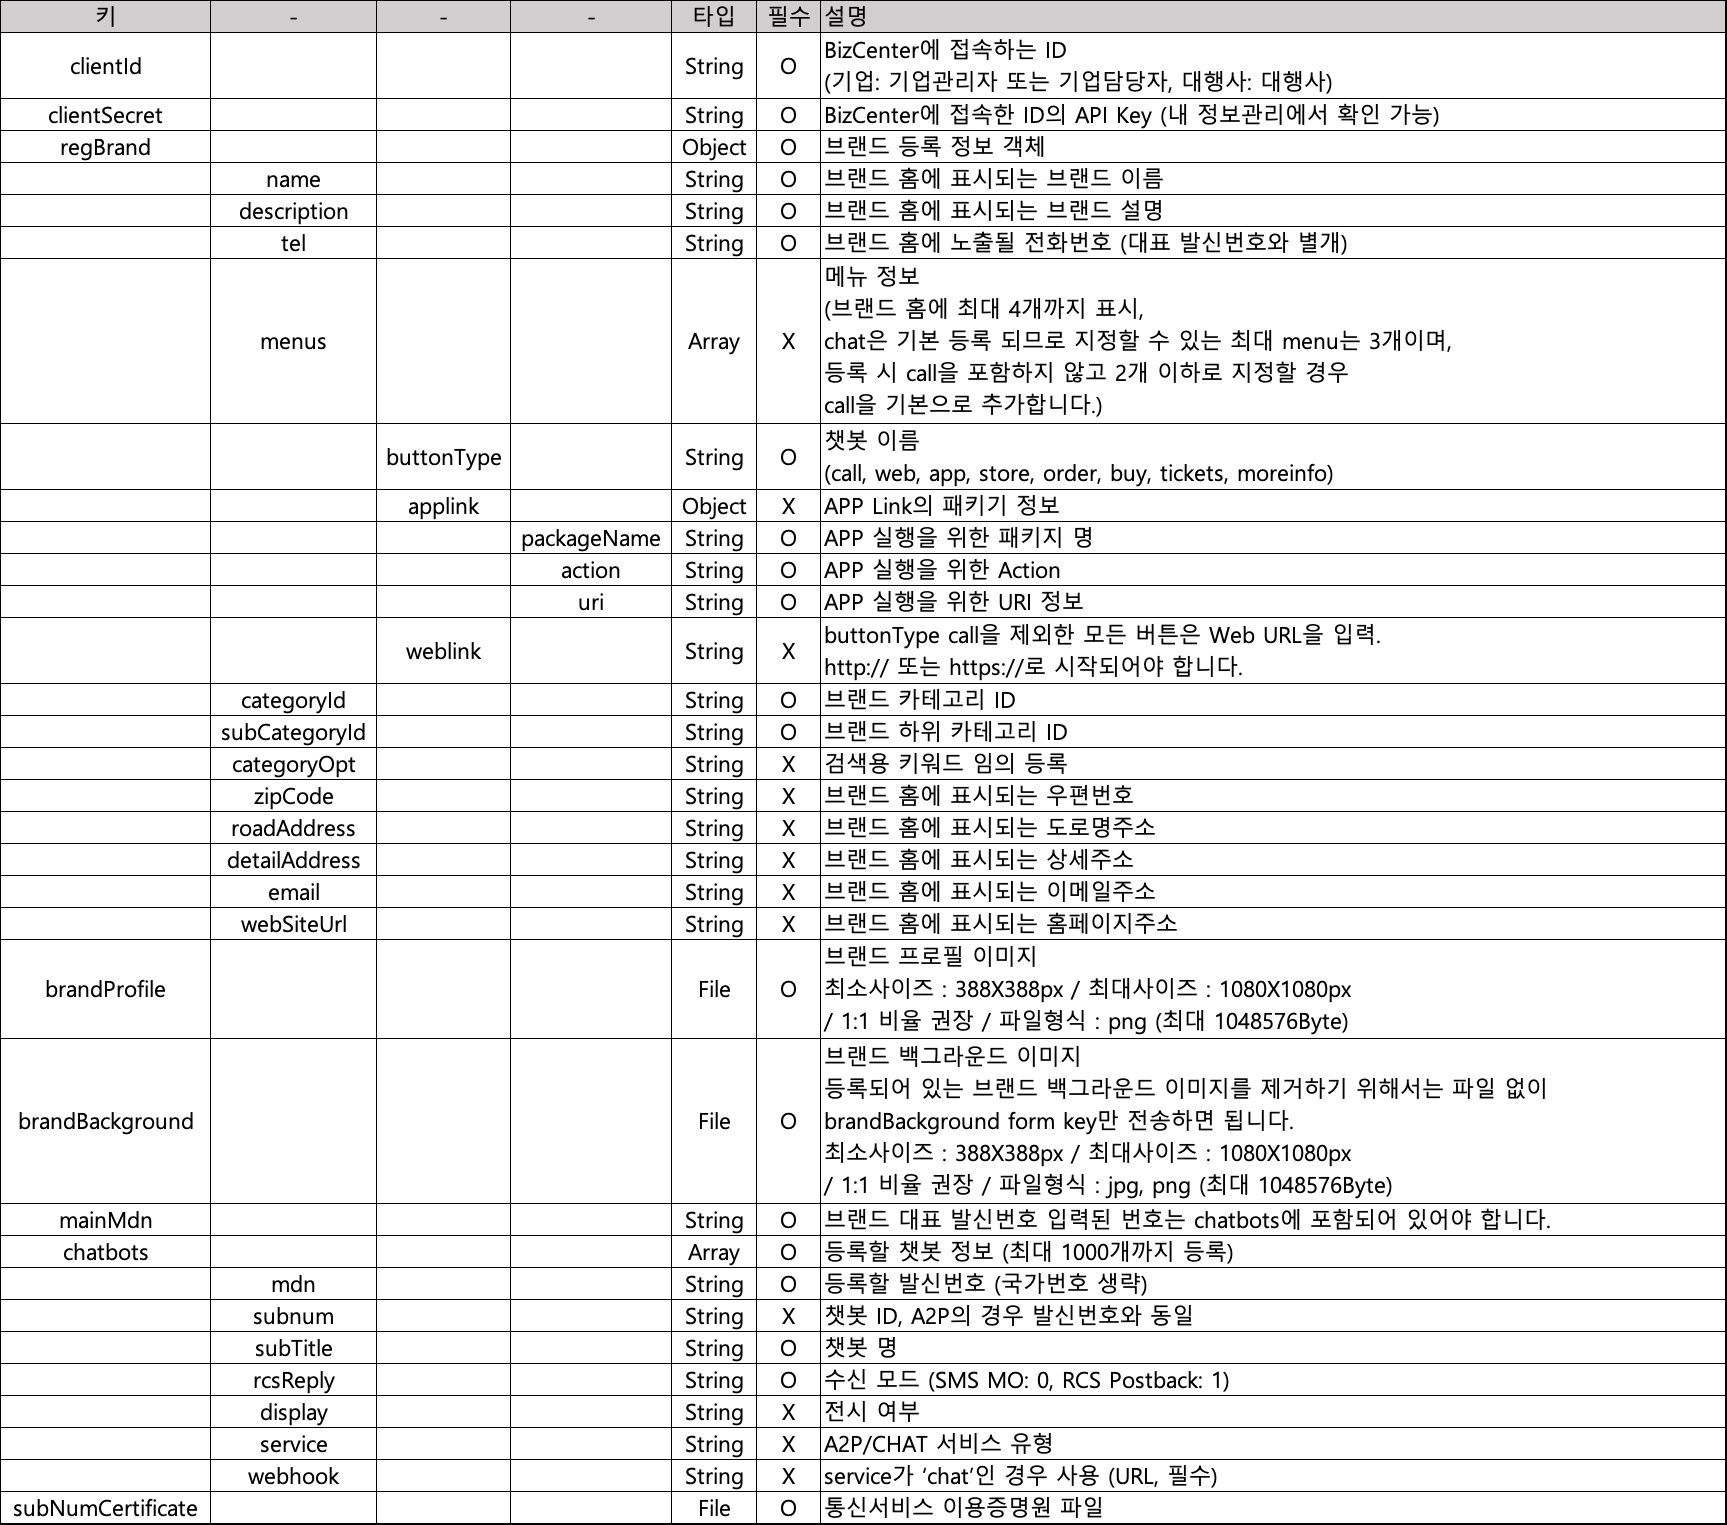 키 - - - 타입 필수 설명
clientId String O BizCenter에 접속하는 ID
(기업: 기업관리자 또는 기업담당자, 대행사: 대행사)
clientSecret String O BizCenter에 접속한 ID의 API Key (내 정보관리에서 확인 가능)
regBrand Object O 브랜드 등록 정보 객체
name String O 브랜드 홈에 표시되는 브랜드 이름
description String O 브랜드 홈에 표시되는 브랜드 설명
tel String O 브랜드 홈에 노출될 전화번호 (대표 발신번호와 별개)
menus Array X 메뉴 정보
(브랜드 홈에 최대 4개까지 표시,
chat은 기본 등록 되므로 지정할 수 있는 최대 menu는 3개이며,
등록 시 call을 포함하지 않고 2개 이하로 지정할 경우
call을 기본으로 추가합니다.)
buttonType String O 챗봇 이름
(call, web, app, store, order, buy, tickets, moreinfo)
applink Object X APP Link의 패키기 정보
packageName String O APP 실행을 위한 패키지 명
action String O APP 실행을 위한 Action
uri String O APP 실행을 위한 URI 정보
weblink String X buttonType call을 제외한 모든 버튼은 Web URL을 입력.
http:// 또는 https://로 시작되어야 합니다.
categoryId String O 브랜드 카테고리 ID
subCategoryId String O 브랜드 하위 카테고리 ID
categoryOpt String X 검색용 키워드 임의 등록
zipCode String X 브랜드 홈에 표시되는 우편번호
roadAddress String X 브랜드 홈에 표시되는 도로명주소
detailAddress String X 브랜드 홈에 표시되는 상세주소
email String X 브랜드 홈에 표시되는 이메일주소
webSiteUrl String X 브랜드 홈에 표시되는 홈페이지주소
brandProfile File O 브랜드 프로필 이미지
최소사이즈 : 388X388px / 최대사이즈 : 1080X1080px
/ 1:1 비율 권장 / 파일형식 : png (최대 1048576Byte)
brandBackground File O 브랜드 백그라운드 이미지
등록되어 있는 브랜드 백그라운드 이미지를 제거하기 위해서는 파일 없이
brandBackground form key만 전송하면 됩니다.
최소사이즈 : 388X388px / 최대사이즈 : 1080X1080px
/ 1:1 비율 권장 / 파일형식 : jpg, png (최대 1048576Byte)
mainMdn String O 브랜드 대표 발신번호 입력된 번호는 chatbots에 포함되어 있어야 합니다.
chatbots Array O 등록할 챗봇 정보 (최대 1000개까지 등록)
mdn String O 등록할 발신번호 (국가번호 생략)
subnum String X 챗봇 ID, A2P의 경우 발신번호와 동일
subTitle String O 챗봇 명
rcsReply String O 수신 모드 (SMS MO: 0, RCS Postback: 1)
display String X 전시 여부
service String X A2P/CHAT 서비스 유형
webhook String X service가 ‘chat’인 경우 사용 (URL, 필수)
subNumCertificate File O 통신서비스 이용증명원 파일